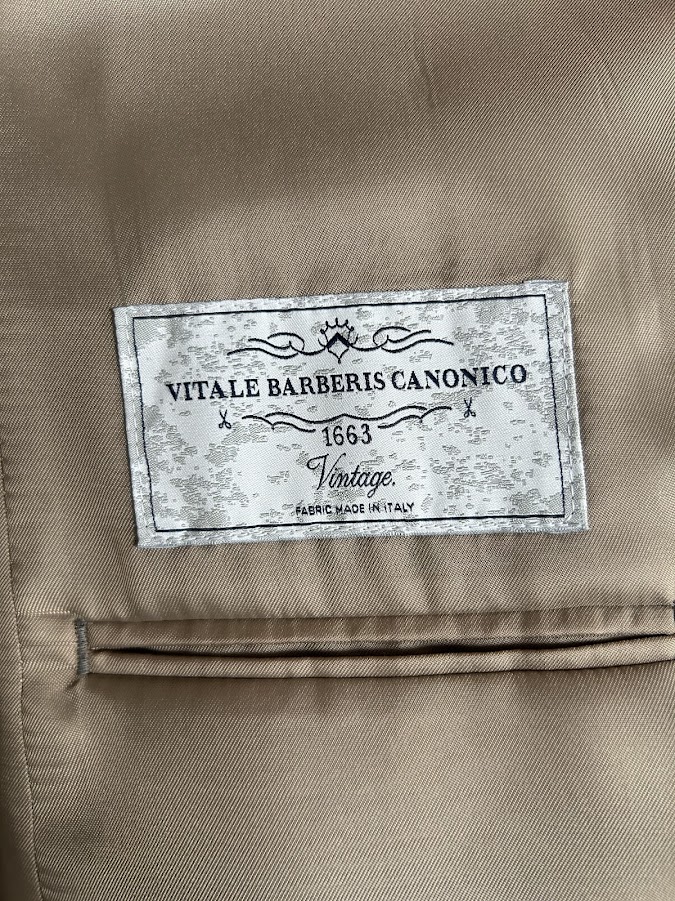 VITALE BARBERIS CANONICO
1663
Vintage.
FABRIC MADE IN ITALY